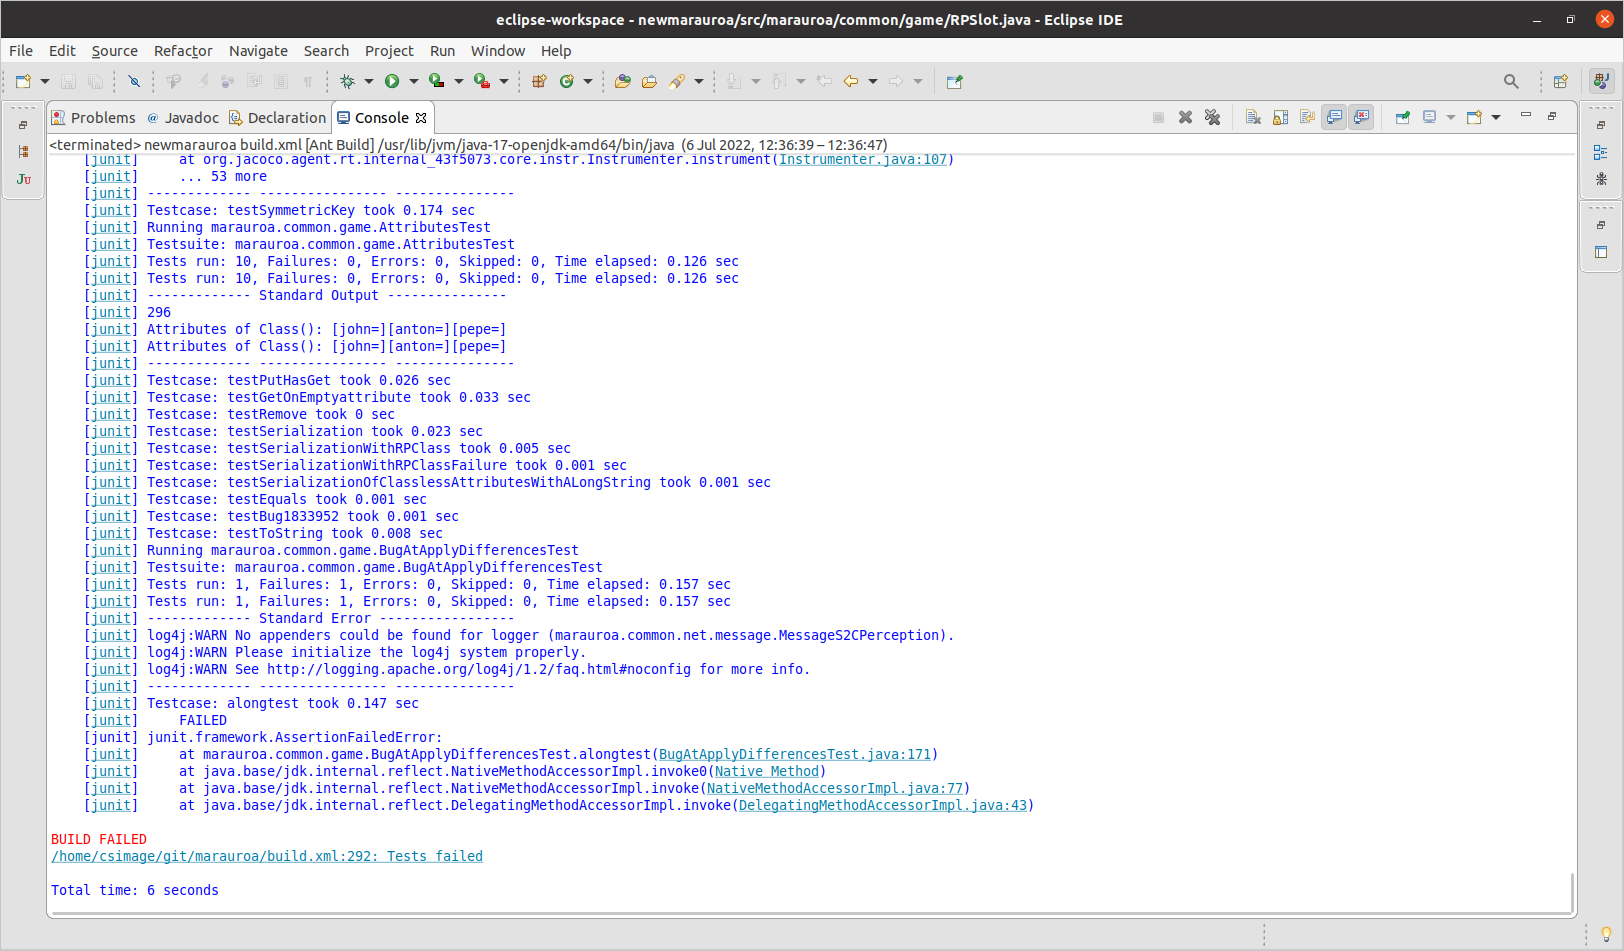 eclipse-workspace - newmarauroa/src/marauroa/common/game/RPSlot.java - Eclipse IDE
File Edit Source Refactor Navigate Search Project Run Window Help
Problems @ Javadoc Declaration Console
<terminated> newmarauroa build.xml [Ant Build] /usr/lib/jvm/java-17-openjdk-amd64/bin/java (6 Jul 2022, 12:36:39 – 12:36:47)
[junit]     at org.jacoco.agent.rt.internal_43f5073.core.instr.Instrumenter.instrument(Instrumenter.java:107)
[junit]     ... 53 more
[junit] ------------- ---------------- ---------------
[junit] Testcase: testSymmetricKey took 0.174 sec
[junit] Running marauroa.common.game.AttributesTest
[junit] Testsuite: marauroa.common.game.AttributesTest
[junit] Tests run: 10, Failures: 0, Errors: 0, Skipped: 0, Time elapsed: 0.126 sec
[junit] Tests run: 10, Failures: 0, Errors: 0, Skipped: 0, Time elapsed: 0.126 sec
[junit] ------------- Standard Output ---------------
[junit] 296
[junit] Attributes of Class(): [john=][anton=][pepe=]
[junit] Attributes of Class(): [john=][anton=][pepe=]
[junit] ------------- ---------------- ---------------
[junit] Testcase: testPutHasGet took 0.026 sec
[junit] Testcase: testGetOnEmptyattribute took 0.033 sec
[junit] Testcase: testRemove took 0 sec
[junit] Testcase: testSerialization took 0.023 sec
[junit] Testcase: testSerializationWithRPClass took 0.005 sec
[junit] Testcase: testSerializationWithRPClassFailure took 0.001 sec
[junit] Testcase: testSerializationOfClasslessAttributesWithALongString took 0.001 sec
[junit] Testcase: testEquals took 0.001 sec
[junit] Testcase: testBug1833952 took 0.001 sec
[junit] Testcase: testToString took 0.008 sec
[junit] Running marauroa.common.game.BugAtApplyDifferencesTest
[junit] Testsuite: marauroa.common.game.BugAtApplyDifferencesTest
[junit] Tests run: 1, Failures: 1, Errors: 0, Skipped: 0, Time elapsed: 0.157 sec
[junit] Tests run: 1, Failures: 1, Errors: 0, Skipped: 0, Time elapsed: 0.157 sec
[junit] ------------- Standard Error -----------------
[junit] log4j:WARN No appenders could be found for logger (marauroa.common.net.message.MessageS2CPerception).
[junit] log4j:WARN Please initialize the log4j system properly.
[junit] log4j:WARN See http://logging.apache.org/log4j/1.2/faq.html#noconfig for more info.
[junit] ------------- ---------------- ---------------
[junit] Testcase: alongtest took 0.147 sec
[junit]     FAILED
[junit] junit.framework.AssertionFailedError:
[junit]     at marauroa.common.game.BugAtApplyDifferencesTest.alongtest(BugAtApplyDifferencesTest.java:171)
[junit]     at java.base/jdk.internal.reflect.NativeMethodAccessorImpl.invoke0(Native Method)
[junit]     at java.base/jdk.internal.reflect.NativeMethodAccessorImpl.invoke(NativeMethodAccessorImpl.java:77)
[junit]     at java.base/jdk.internal.reflect.DelegatingMethodAccessorImpl.invoke(DelegatingMethodAccessorImpl.java:43)
BUILD FAILED
/home/csimage/git/marauroa/build.xml:292: Tests failed
Total time: 6 seconds